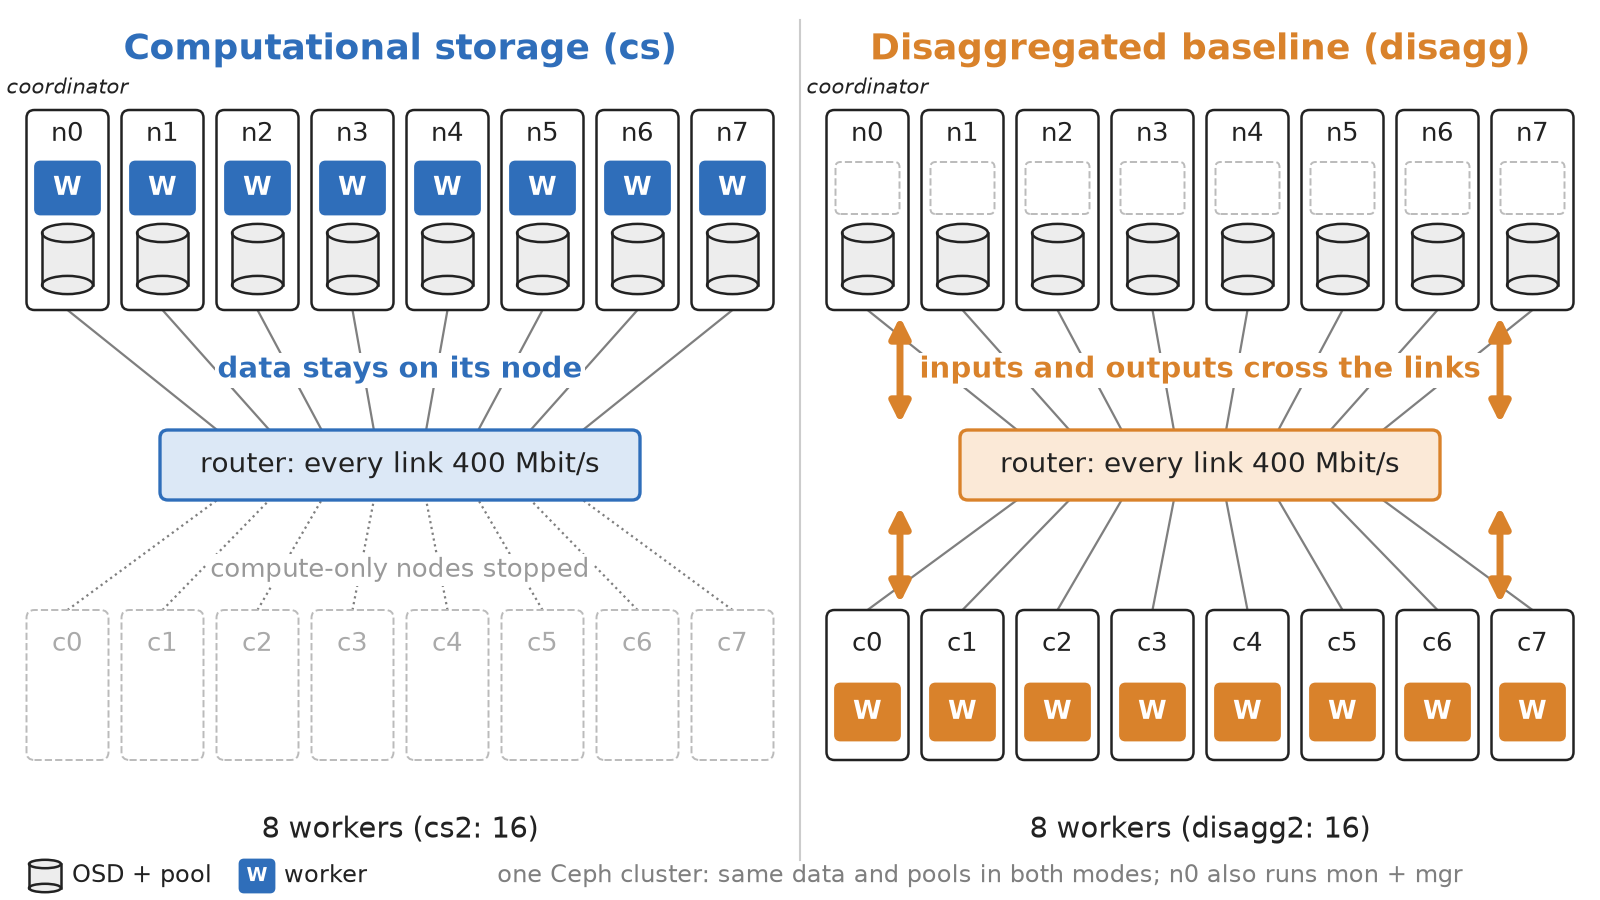 Computational storage (cs)
coordinator
n0 n1 n2 n3 n4 n5 n6 n7
W W W W W W W W
data stays on its node
router: every link 400 Mbit/s
compute-only nodes stopped
c0 c1 c2 c3 c4 c5 c6 c7
8 workers (cs2: 16)
Disaggregated baseline (disagg)
coordinator
n0 n1 n2 n3 n4 n5 n6 n7
inputs and outputs cross the links
router: every link 400 Mbit/s
c0 c1 c2 c3 c4 c5 c6 c7
W W W W W W W W
8 workers (disagg2: 16)
OSD + pool W worker
one Ceph cluster: same data and pools in both modes; n0 also runs mon + mgr